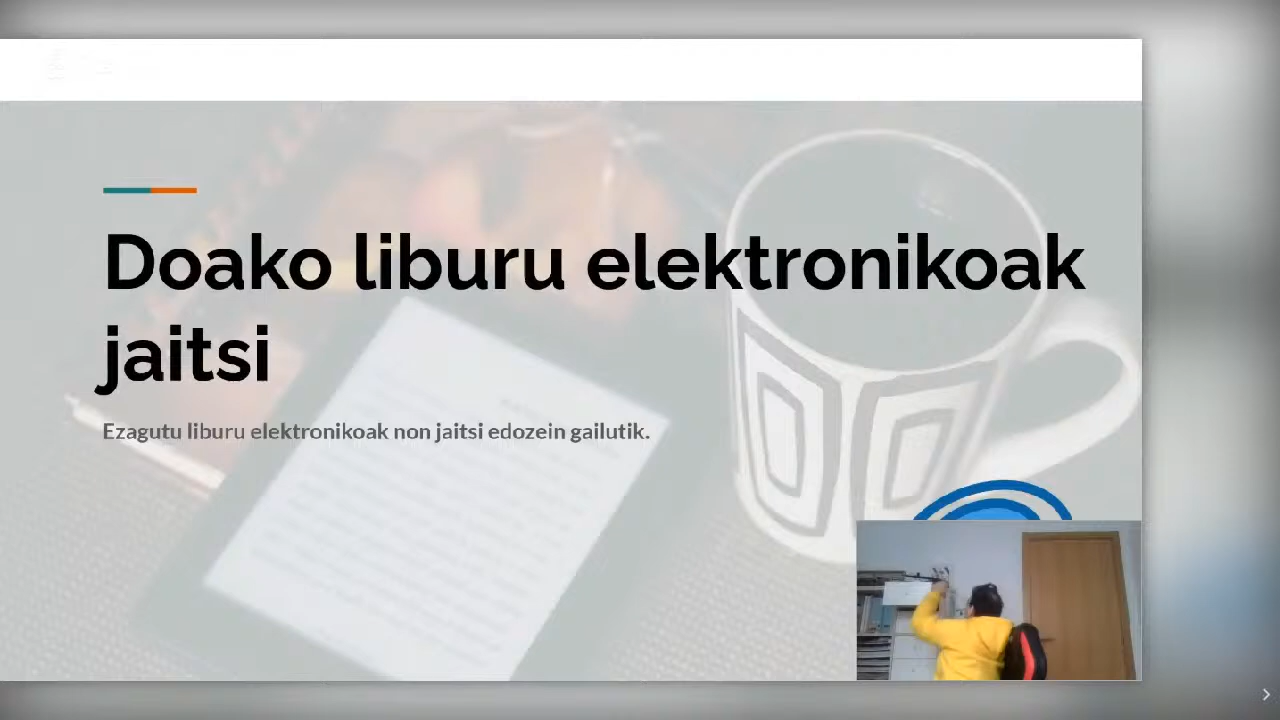 Doako liburu elektronikoak
jaitsi
Ezagutu liburu elektronikoak non jaitsi edozein gailutik.